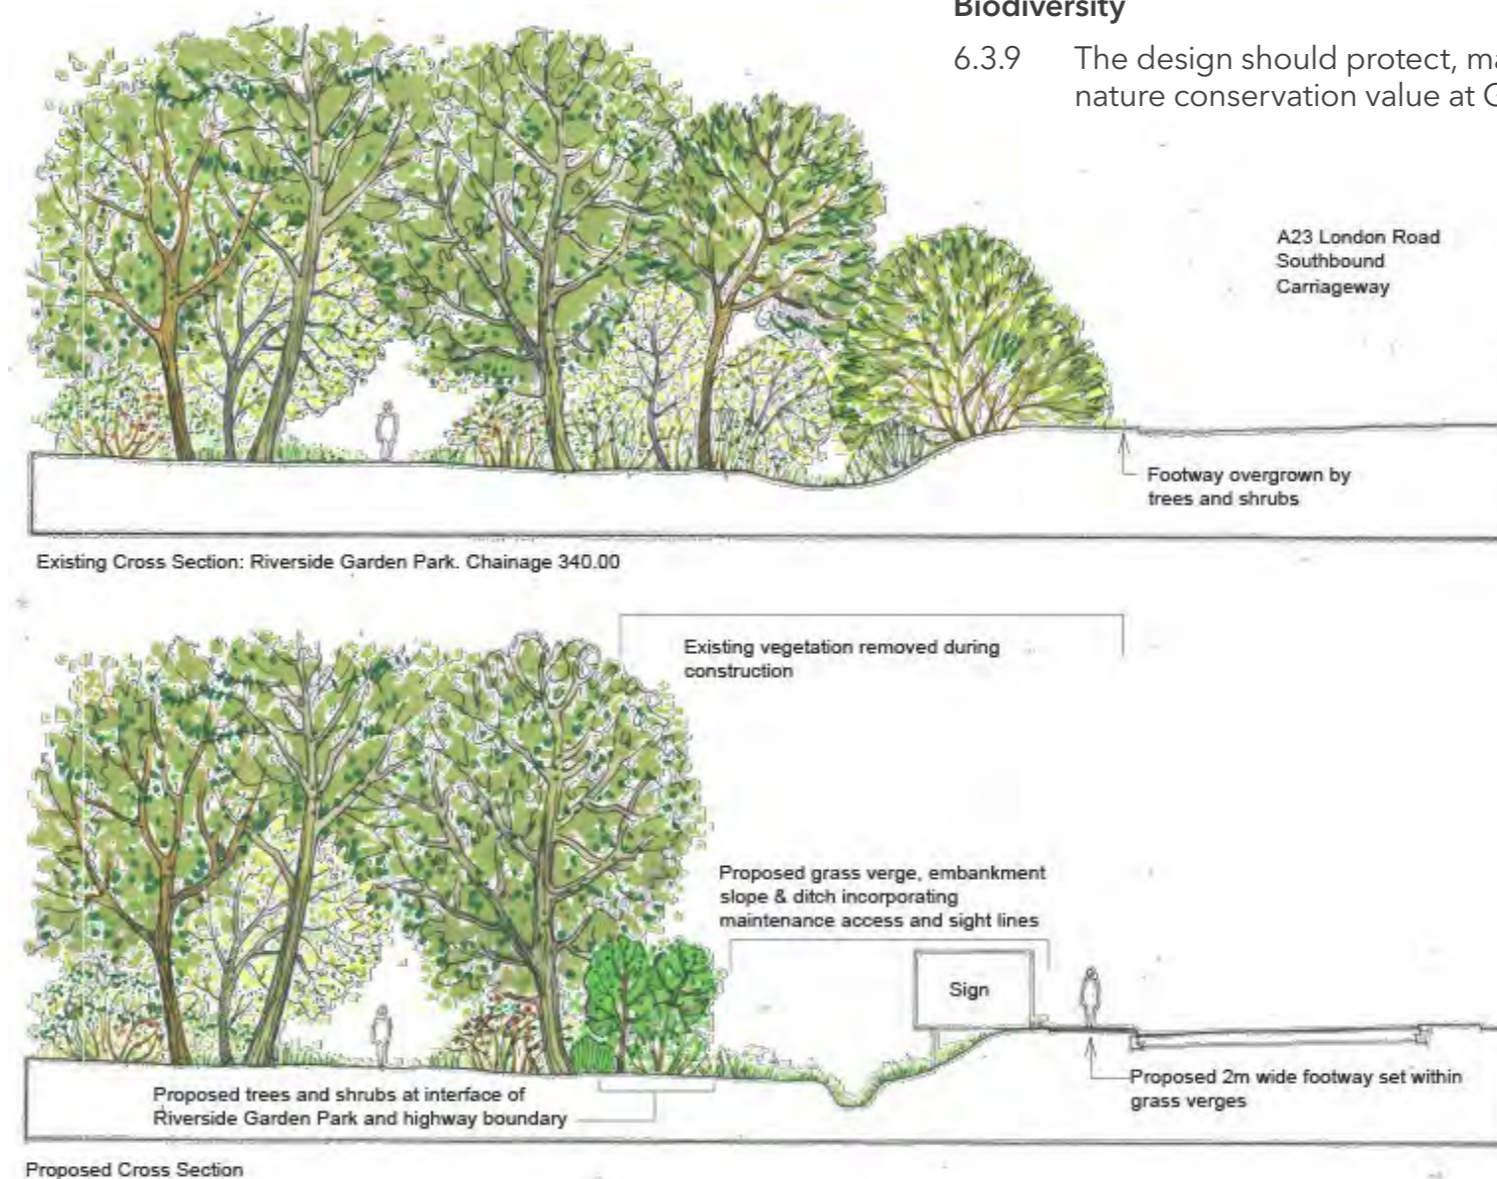 Biodiversity
6.3.9 The design should protect, ma
nature conservation value at G
A23 London Road
Southbound
Carriageway
Footway overgrown by
trees and shrubs
Existing Cross Section: Riverside Garden Park. Chainage 340.00
Existing vegetation removed during
construction
Proposed grass verge, embankment
slope & ditch incorporating
maintenance access and sight lines
Sign
Proposed 2m wide footway set within
grass verges
Proposed trees and shrubs at interface of
Riverside Garden Park and highway boundary
Proposed Cross Section